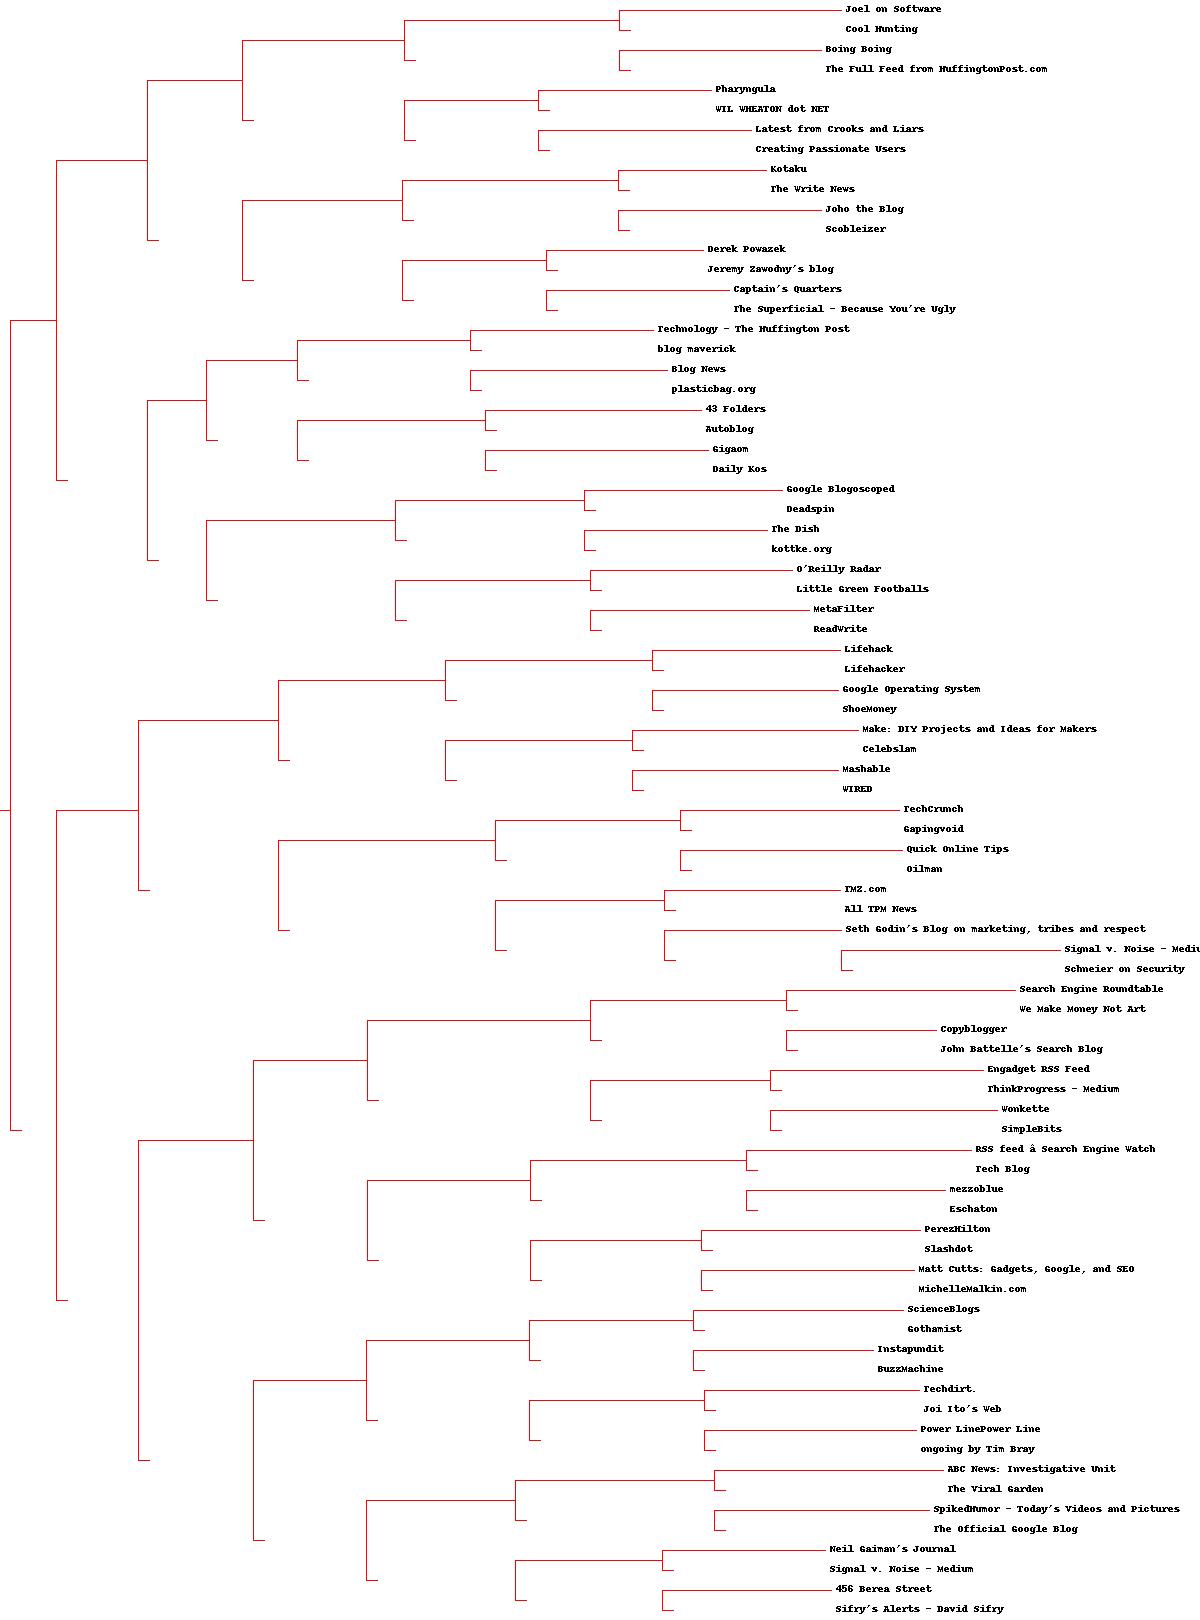 Joel on Software
Cool Hunting
Boing Boing
The Full Feed from HuffingtonPost.com
Pharyngula
WIL WHEATON dot NET
Latest from Crooks and Liars
Creating Passionate Users
Kotaku
The Write News
Joho the Blog
Scobleizer
Derek Powazek
Jeremy Zawodny's blog
Captain's Quarters
The Superficial - Because You're Ugly
Technology - The Huffington Post
blog maverick
Blog News
plasticbag.org
43 Folders
Autoblog
Gigaom
Daily Kos
Google Blogoscoped
Deadspin
The Dish
kottke.org
O'Reilly Radar
Little Green Footballs
MetaFilter
ReadWrite
Lifehack
Lifehacker
Google Operating System
ShoeMoney
Make: DIY Projects and Ideas for Makers
Celebslam
Mashable
WIRED
TechCrunch
Gapingvoid
Quick Online Tips
Oilman
TMZ.com
All TPM News
Seth Godin's Blog on marketing, tribes and respect
Signal v. Noise - Mediu
Schneier on Security
Search Engine Roundtable
We Make Money Not Art
Copyblogger
John Battelle's Search Blog
Engadget RSS Feed
ThinkProgress - Medium
Wonkette
SimpleBits
RSS feed â Search Engine Watch
Tech Blog
mezzoblue
Eschaton
PerezHilton
Slashdot
Matt Cutts: Gadgets, Google, and SEO
MichelleMalkin.com
ScienceBlogs
Gothamist
Instapundit
BuzzMachine
Techdirt.
Joi Ito's Web
Power LinePower Line
ongoing by Tim Bray
ABC News: Investigative Unit
The Viral Garden
SpikedHumor - Today's Videos and Pictures
The Official Google Blog
Neil Gaiman's Journal
Signal v. Noise - Medium
456 Berea Street
Sifry's Alerts - David Sifry